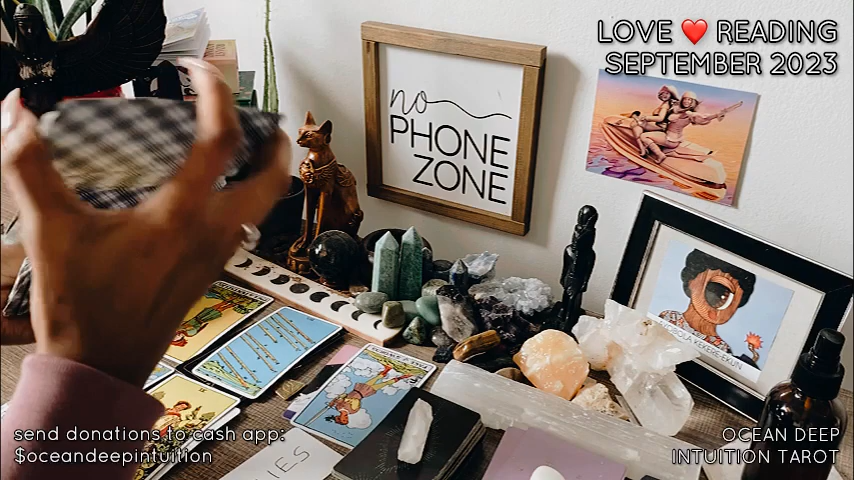 LOVE ❤️ READING
SEPTEMBER 2023
no
PHONE
ZONE
send donations to cash app:
$oceandeepintuition
OCEAN DEEP
INTUITION TAROT